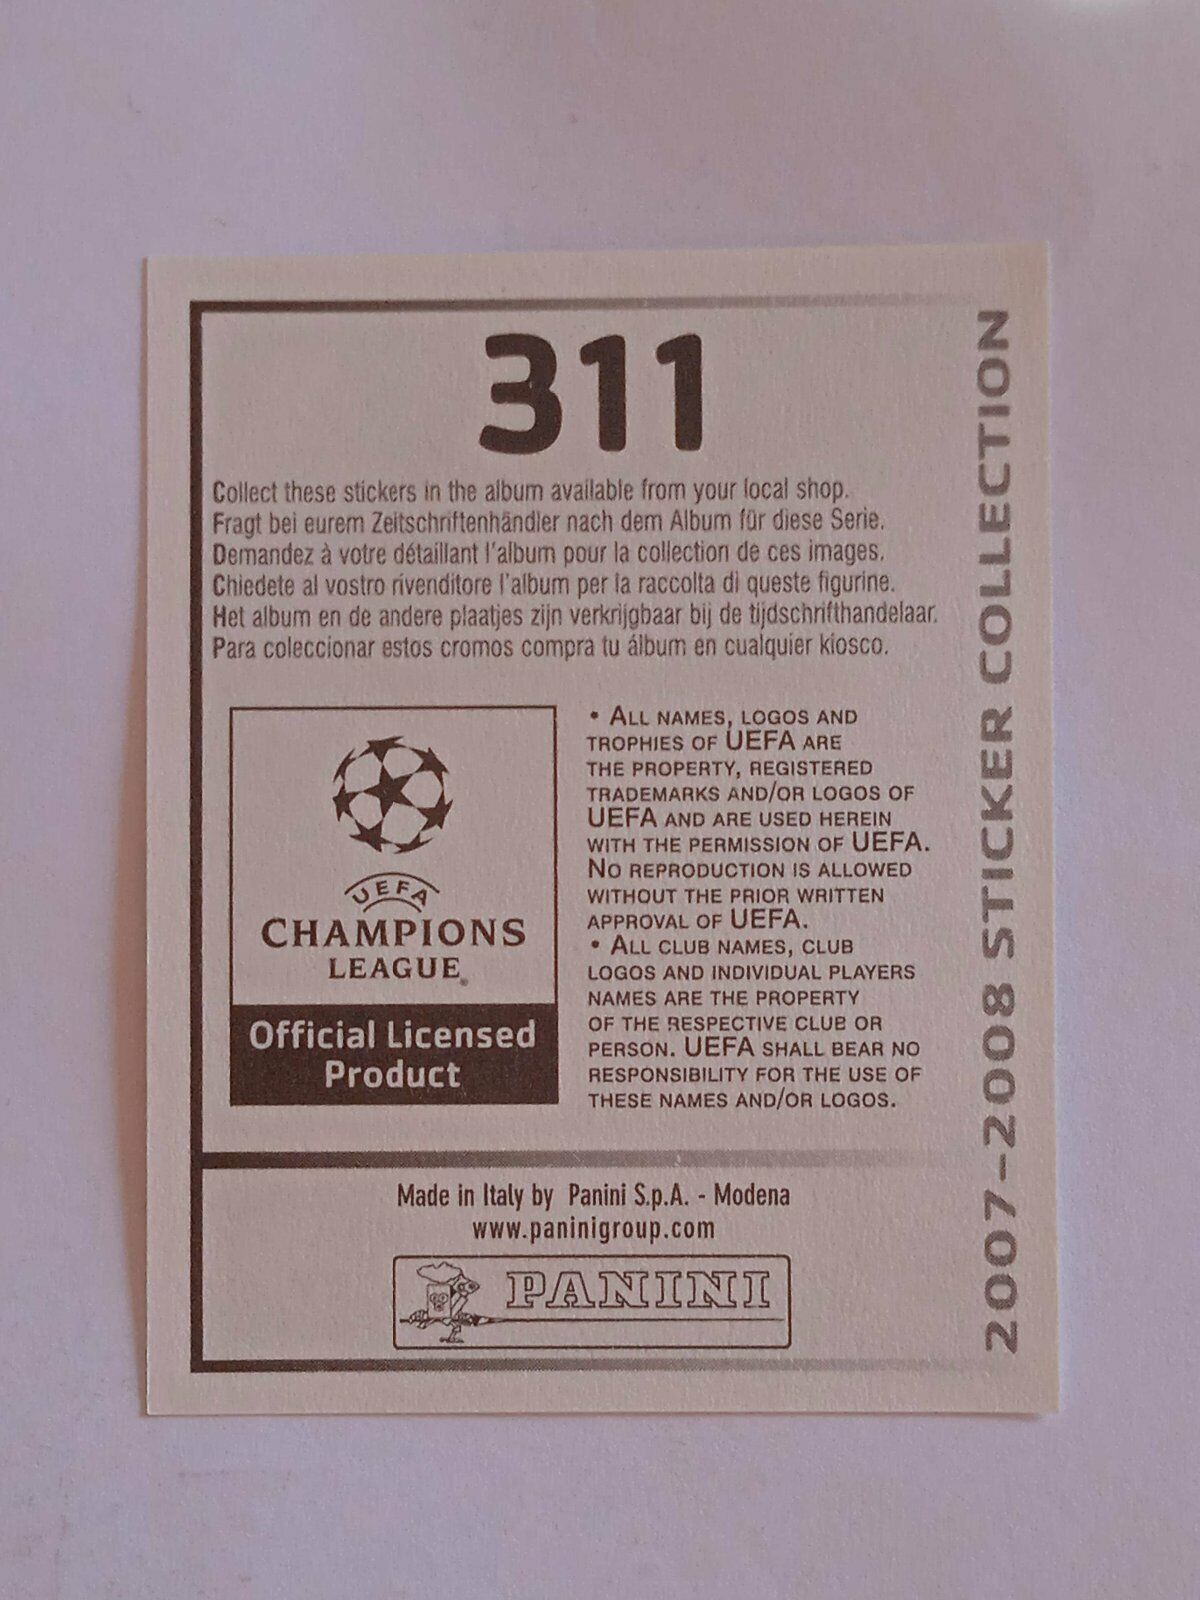 311
Collect these stickers in the album available from your local shop.
Fragt bei eurem Zeitschriftenhändler nach dem Album für diese Serie.
Demandez à votre détaillant l'album pour la collection de ces images.
Chiedete al vostro rivenditore l'album per la raccolta di queste figurine.
Het album en de andere plaatjes zijn verkrijgbaar bij de tijdschrifthandelaar.
Para coleccionar estos cromos compra tu álbum en cualquier kiosco.
UEFA
CHAMPIONS
LEAGUE®
Official Licensed
Product
• ALL NAMES, LOGOS AND
TROPHIES OF UEFA ARE
THE PROPERTY, REGISTERED
TRADEMARKS AND/OR LOGOS OF
UEFA AND ARE USED HEREIN
WITH THE PERMISSION OF UEFA.
NO REPRODUCTION IS ALLOWED
WITHOUT THE PRIOR WRITTEN
APPROVAL OF UEFA.
• ALL CLUB NAMES, CLUB
LOGOS AND INDIVIDUAL PLAYERS
NAMES ARE THE PROPERTY
OF THE RESPECTIVE CLUB OR
PERSON. UEFA SHALL BEAR NO
RESPONSIBILITY FOR THE USE OF
THESE NAMES AND/OR LOGOS.
Made in Italy by Panini S.p.A. - Modena
www.paninigroup.com
PANINI
2007-2008 STICKER COLLECTION